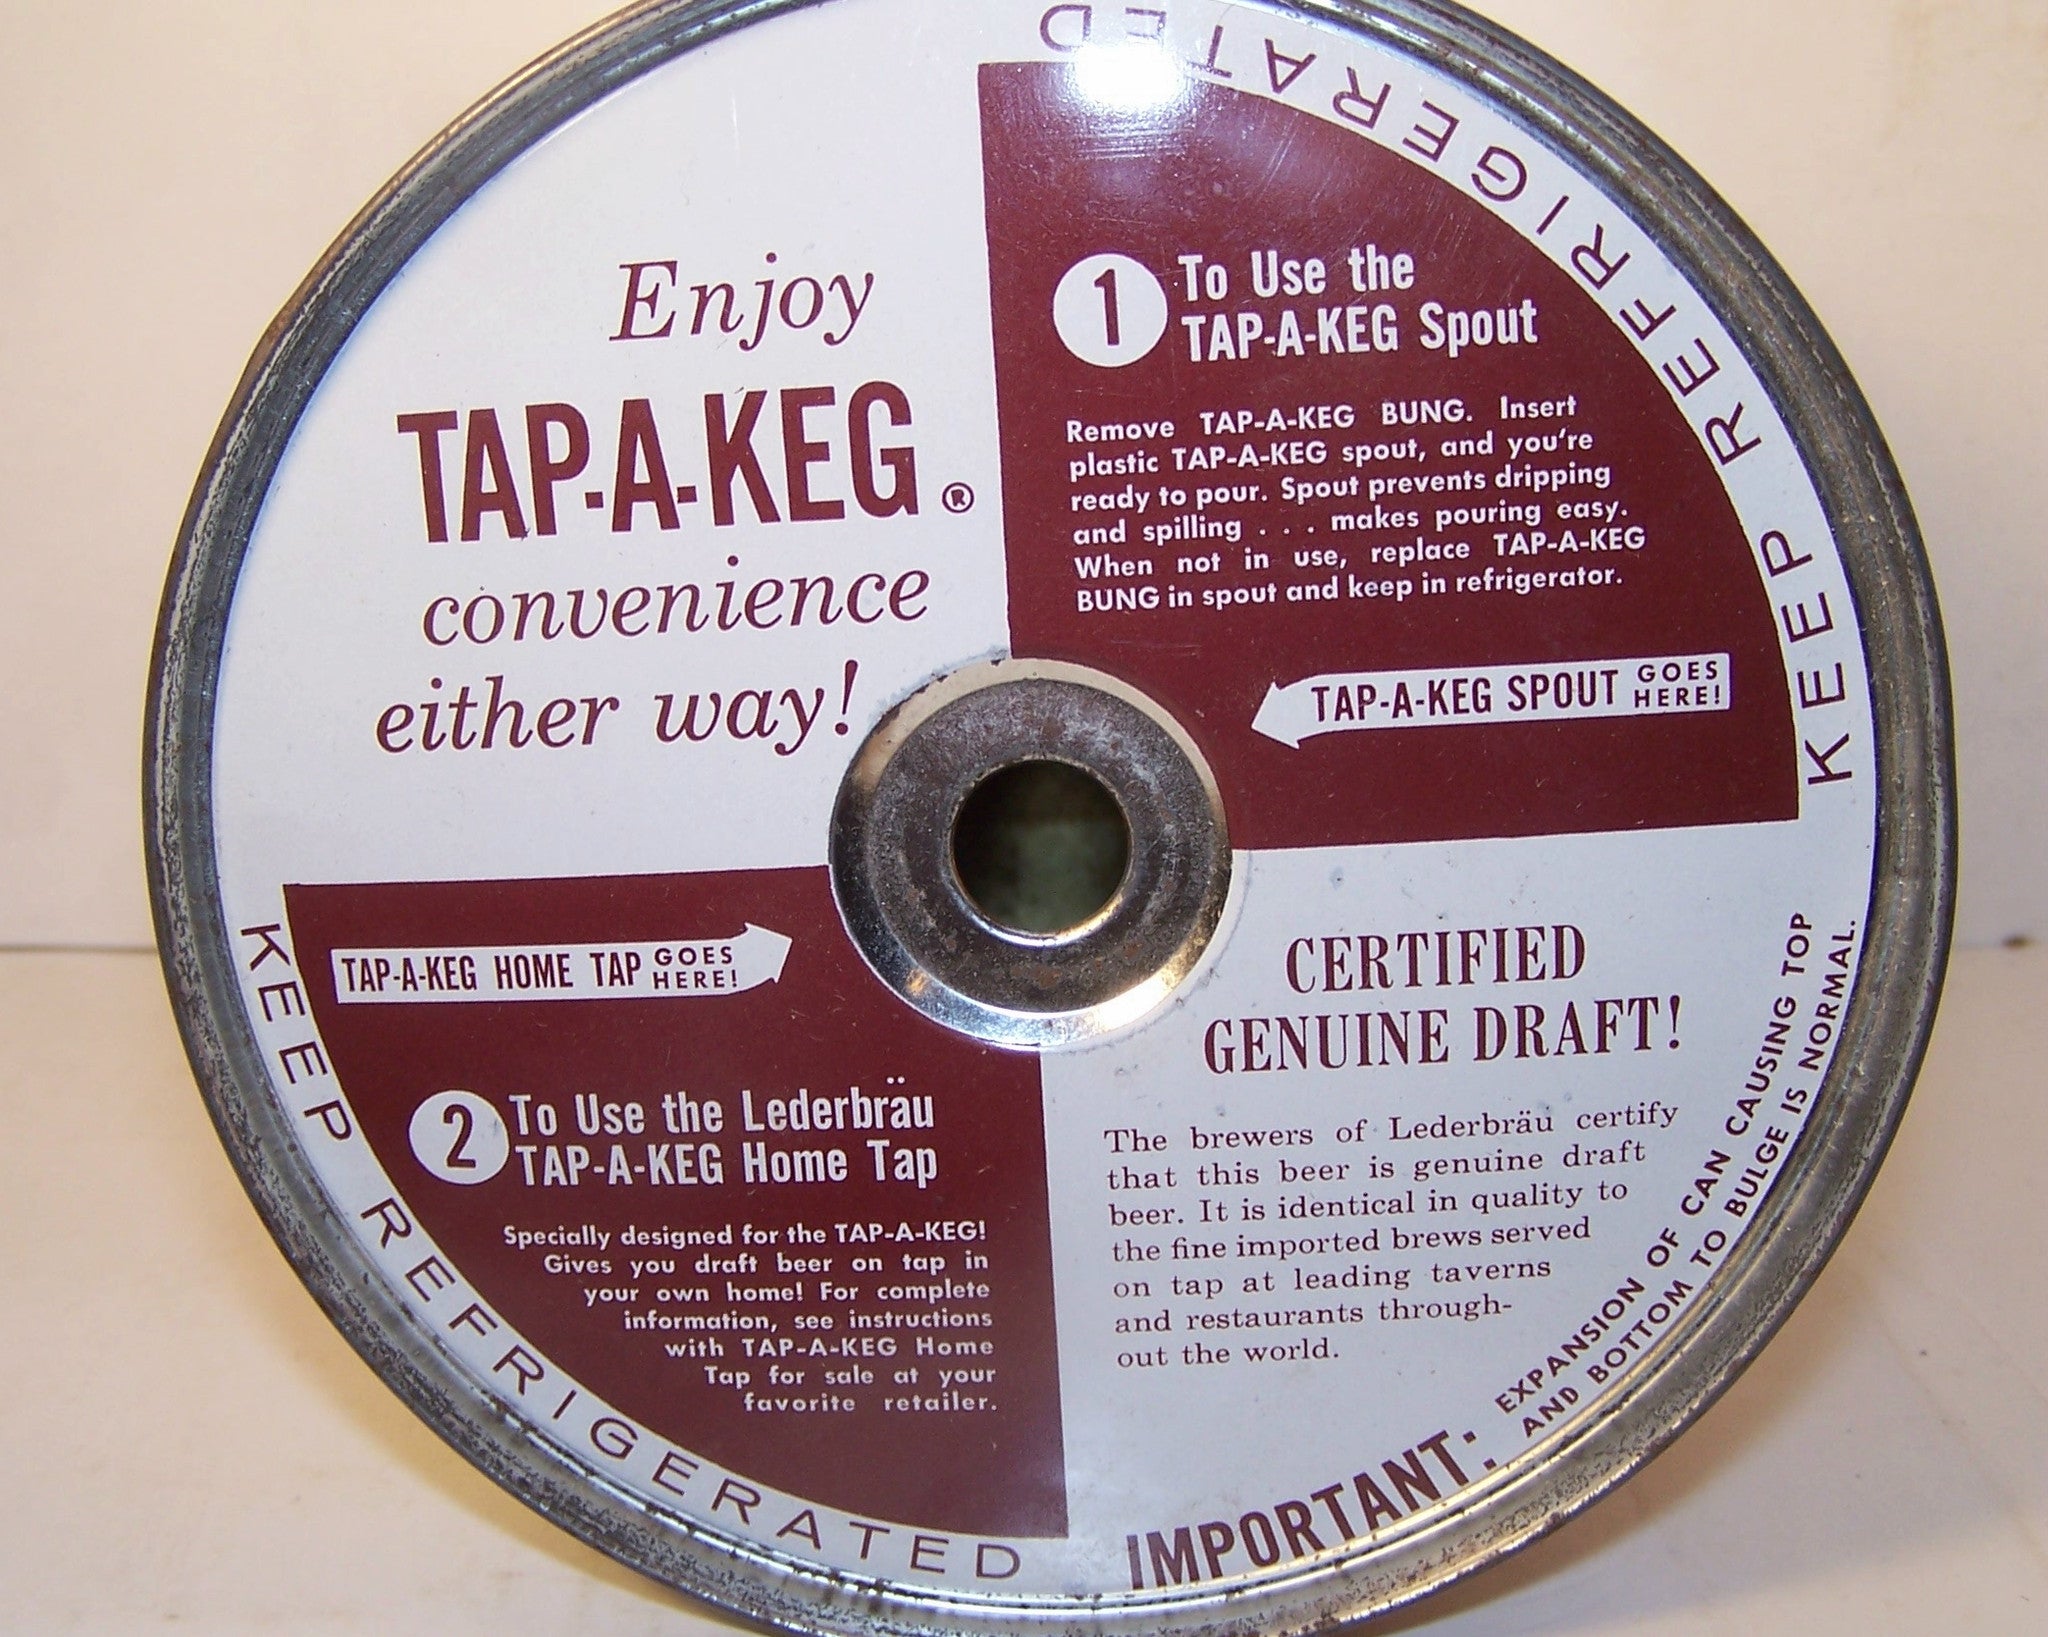 Enjoy
TAP-A-KEG®
convenience
either way!
1 To Use the
TAP-A-KEG Spout
Remove TAP-A-KEG BUNG. Insert
plastic TAP-A-KEG spout, and you're
ready to pour. Spout prevents dripping
and spilling . . . makes pouring easy.
When not in use, replace TAP-A-KEG
BUNG in spout and keep in refrigerator.
TAP-A-KEG SPOUT GOES
HERE!
KEEP REFRIGERATED
TAP-A-KEG HOME TAP GOES
HERE!
2 To Use the Lederbräu
TAP-A-KEG Home Tap
Specially designed for the TAP-A-KEG!
Gives you draft beer on tap in
your own home! For complete
information, see instructions
with TAP-A-KEG Home
Tap for sale at your
favorite retailer.
KEEP REFRIGERATED
CERTIFIED
GENUINE DRAFT!
The brewers of Lederbräu certify
that this beer is genuine draft
beer. It is identical in quality to
the fine imported brews served
on tap at leading taverns
and restaurants through-
out the world.
IMPORTANT: EXPANSION OF CAN CAUSING TOP
AND BOTTOM TO BULGE IS NORMAL.